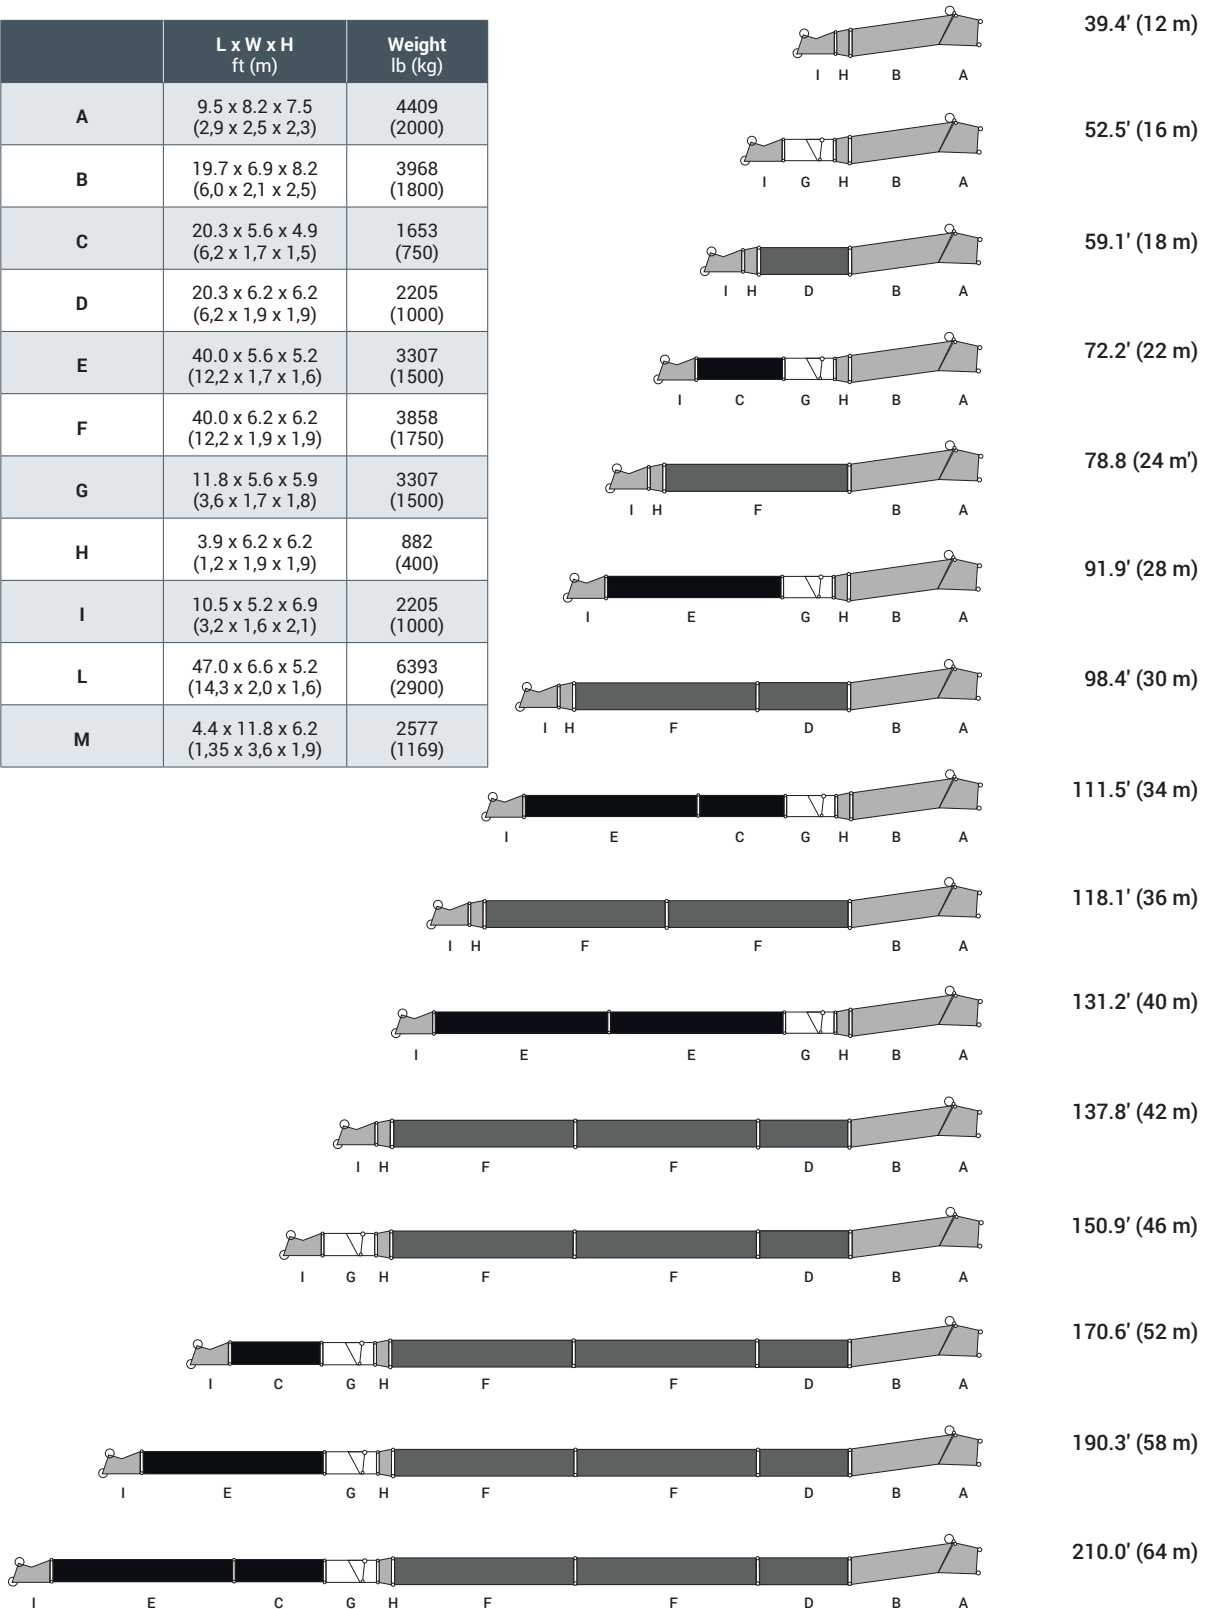 L x W x H
ft (m)
Weight
lb (kg)
A
9.5 x 8.2 x 7.5
(2,9 x 2,5 x 2,3)
4409
(2000)
B
19.7 x 6.9 x 8.2
(6,0 x 2,1 x 2,5)
3968
(1800)
C
20.3 x 5.6 x 4.9
(6,2 x 1,7 x 1,5)
1653
(750)
D
20.3 x 6.2 x 6.2
(6,2 x 1,9 x 1,9)
2205
(1000)
E
40.0 x 5.6 x 5.2
(12,2 x 1,7 x 1,6)
3307
(1500)
F
40.0 x 6.2 x 6.2
(12,2 x 1,9 x 1,9)
3858
(1750)
G
11.8 x 5.6 x 5.9
(3,6 x 1,7 x 1,8)
3307
(1500)
H
3.9 x 6.2 x 6.2
(1,2 x 1,9 x 1,9)
882
(400)
I
10.5 x 5.2 x 6.9
(3,2 x 1,6 x 2,1)
2205
(1000)
L
47.0 x 6.6 x 5.2
(14,3 x 2,0 x 1,6)
6393
(2900)
M
4.4 x 11.8 x 6.2
(1,35 x 3,6 x 1,9)
2577
(1169)
39.4' (12 m)
I H B A
52.5' (16 m)
I G H B A
59.1' (18 m)
I H D B A
72.2' (22 m)
I C G H B A
78.8 (24 m')
I H F B A
91.9' (28 m)
I E G H B A
98.4' (30 m)
I H F D B A
111.5' (34 m)
I E C G H B A
118.1' (36 m)
I H F F B A
131.2' (40 m)
I E E G H B A
137.8' (42 m)
I H F F D B A
150.9' (46 m)
I G H F F D B A
170.6' (52 m)
I C G H F F D B A
190.3' (58 m)
I E G H F F D B A
210.0' (64 m)
I E C G H F F D B A